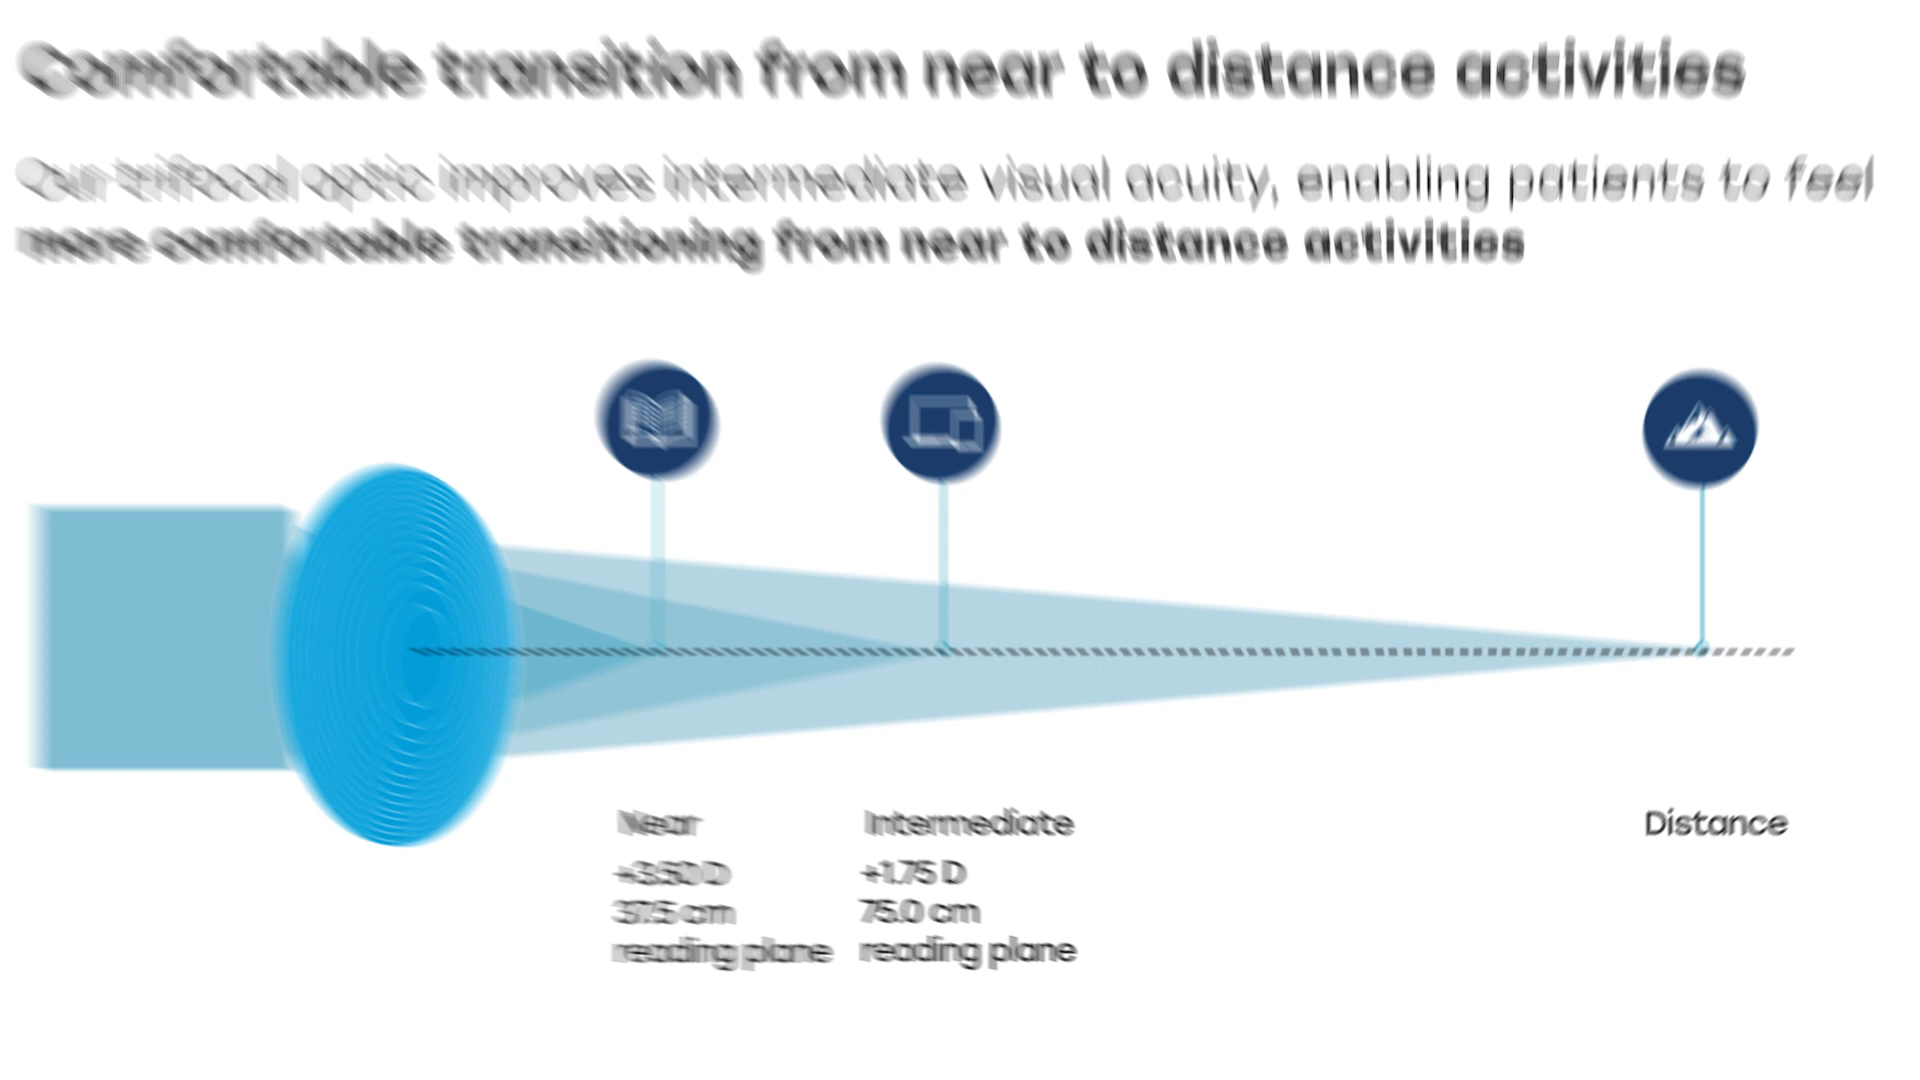 Comfortable transition from near to distance activities
Our trifocal optic improves intermediate visual acuity, enabling patients to feel
more comfortable transitioning from near to distance activities
Near
Intermediate
Distance
+3.50 D
+1.75 D
37.5 cm
75.0 cm
reading plane
reading plane